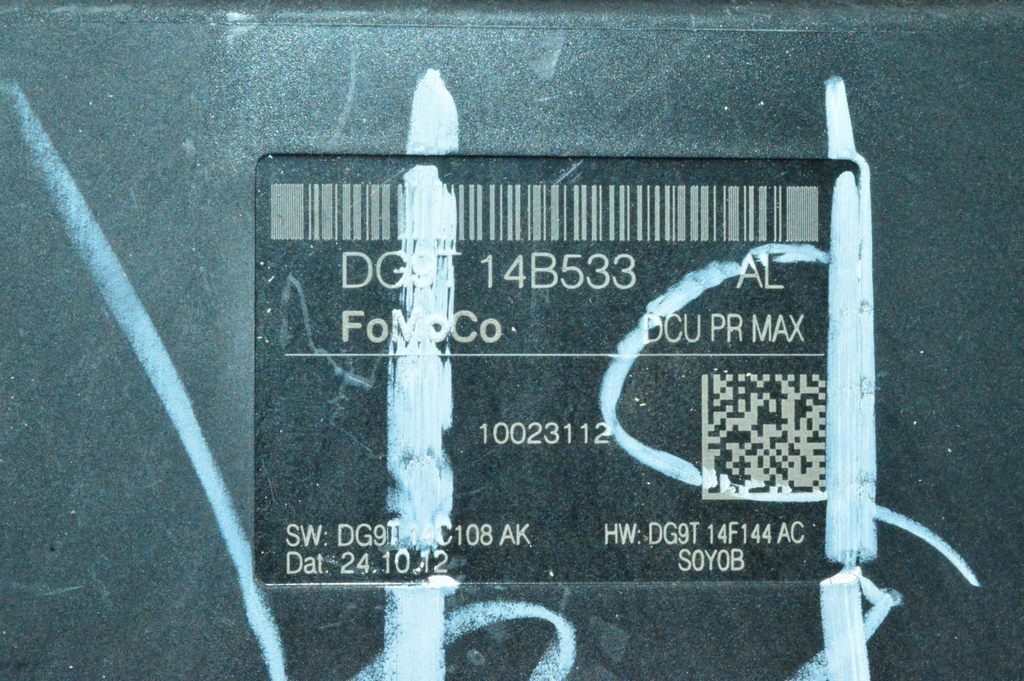 DG9T 14B533 AL
FoMoCo DCU PR MAX
10023112
SW: DG9T 14C108 AK HW: DG9T 14F144 AC
Dat. 24.10.12 S0Y0B